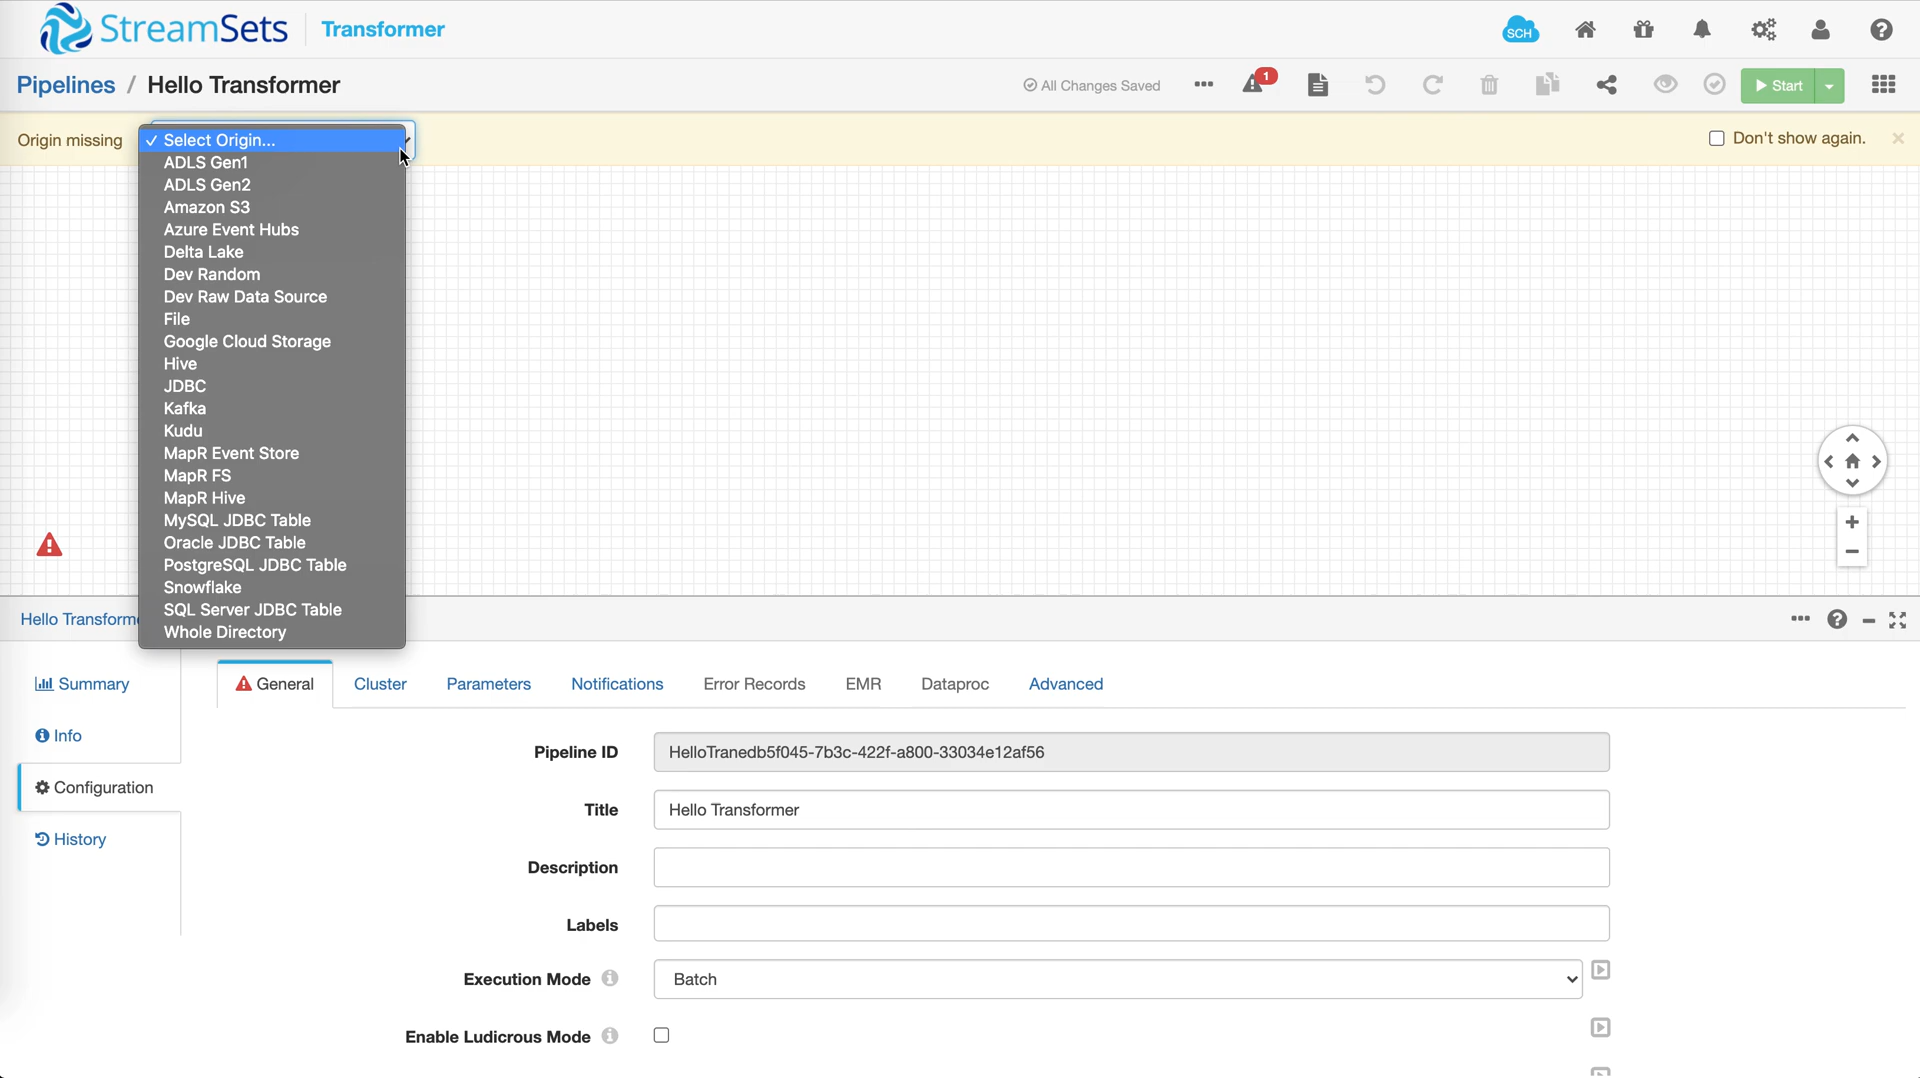 StreamSets Transformer
SCH
Pipelines / Hello Transformer
All Changes Saved
1
Start
Origin missing
✓ Select Origin...
Don't show again.
ADLS Gen1
ADLS Gen2
Amazon S3
Azure Event Hubs
Delta Lake
Dev Random
Dev Raw Data Source
File
Google Cloud Storage
Hive
JDBC
Kafka
Kudu
MapR Event Store
MapR FS
MapR Hive
MySQL JDBC Table
Oracle JDBC Table
PostgreSQL JDBC Table
Snowflake
SQL Server JDBC Table
Whole Directory
Hello Transforme
Summary
Info
Configuration
History
General Cluster Parameters Notifications Error Records EMR Dataproc Advanced
Pipeline ID HelloTranedb5f045-7b3c-422f-a800-33034e12af56
Title Hello Transformer
Description
Labels
Execution Mode Batch
Enable Ludicrous Mode